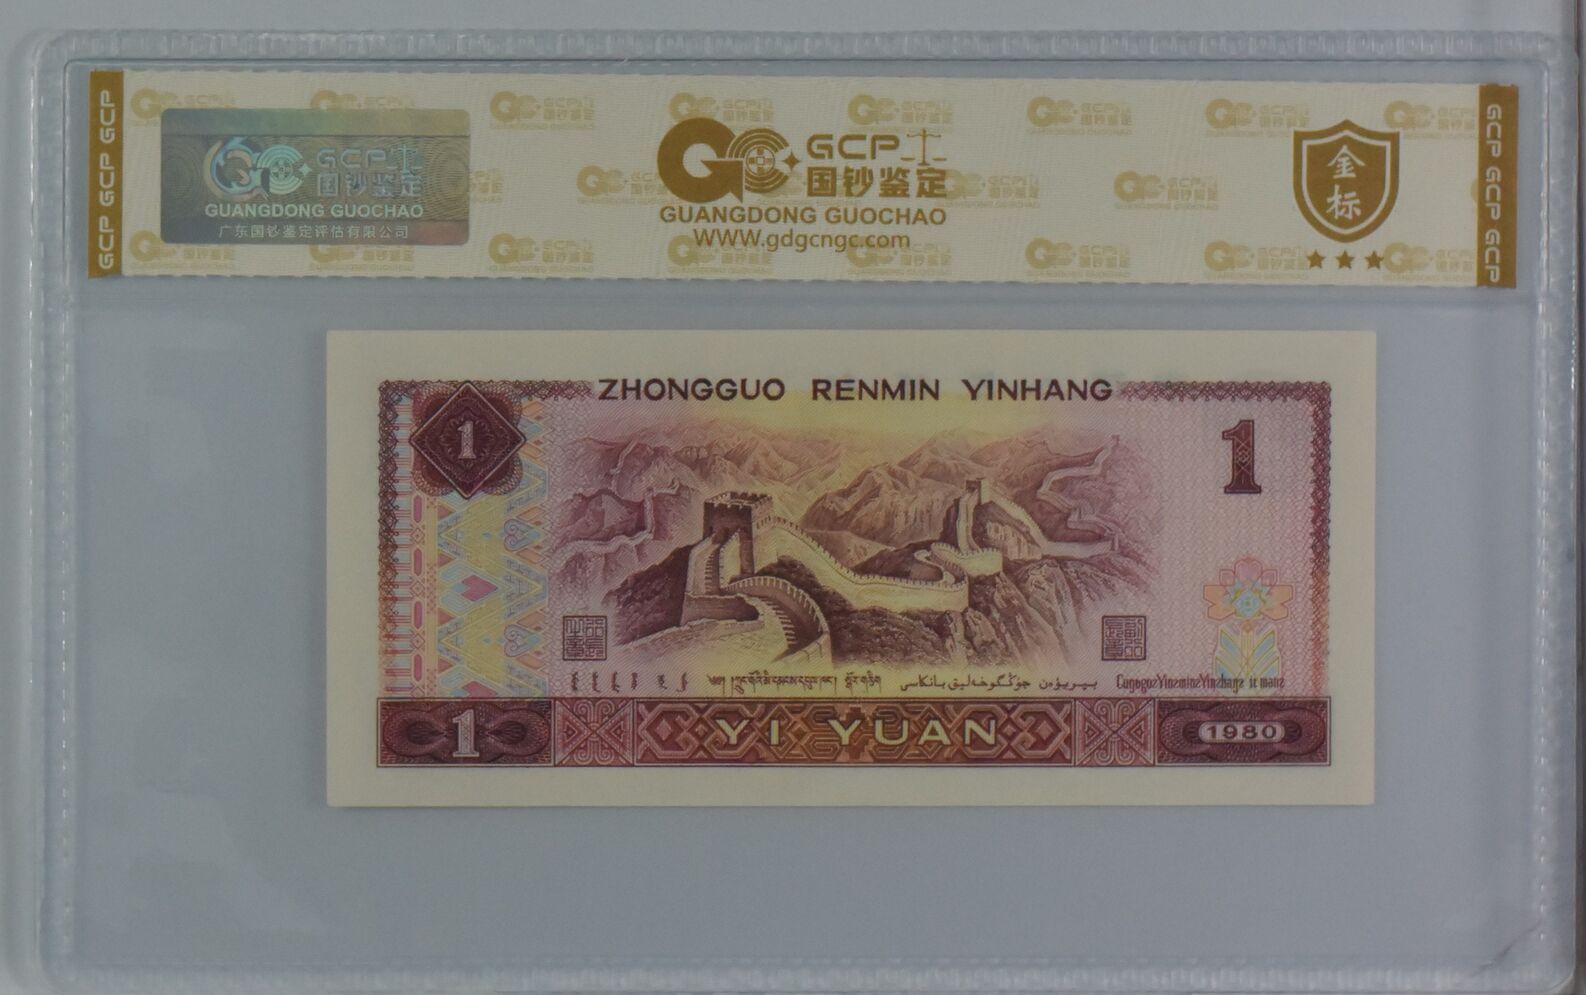 GCP GCP GCP
GCP
国钞鉴定
GUANGDONG GUOCHAO
广东国钞鉴定评估有限公司
GCP
国钞鉴定
GUANGDONG GUOCHAO
WWW.gdgcngc.com
金
标
GCP GCP GCP
ZHONGGUO RENMIN YINHANG
1
1
1
YI YUAN
1980